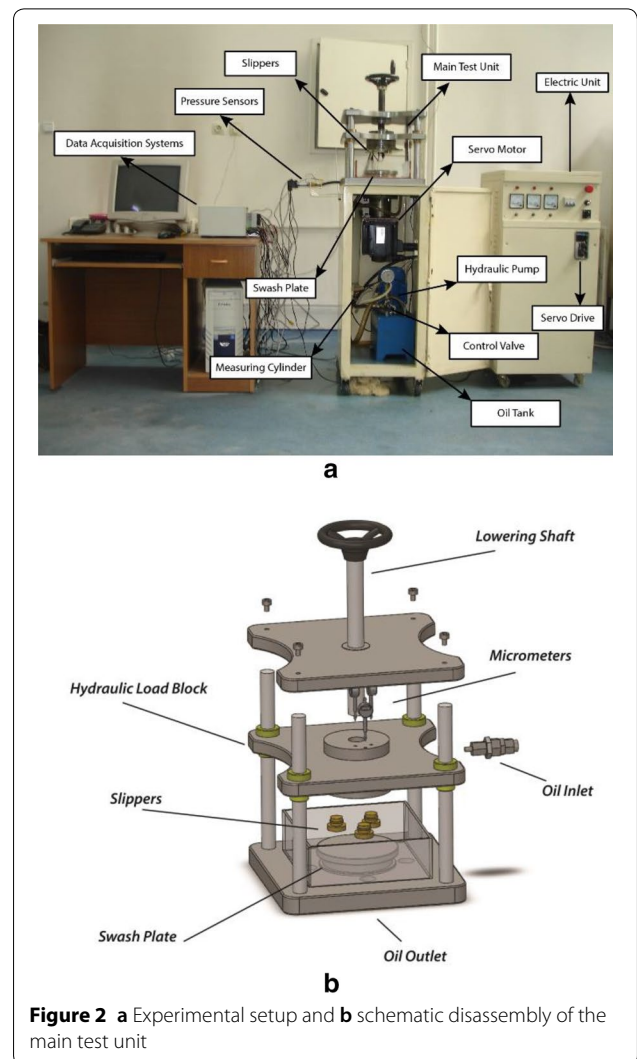 Slippers
Main Test Unit
Electric Unit
Pressure Sensors
Data Acquisition Systems
Servo Motor
Swash Plate
Hydraulic Pump
Servo Drive
Control Valve
Measuring Cylinder
Oil Tank
a
Lowering Shaft
Micrometers
Hydraulic Load Block
Oil Inlet
Slippers
Swash Plate
Oil Outlet
b
Figure 2 a Experimental setup and b schematic disassembly of the
main test unit